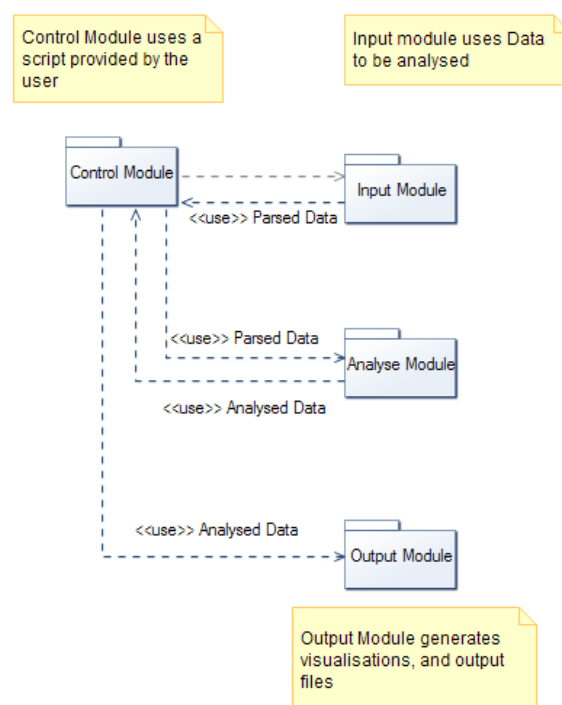 Control Module uses a
script provided by the
user
Input module uses Data
to be analysed
Control Module
Input Module
<<use>> Parsed Data
<<use>> Parsed Data
Analyse Module
<<use>> Analysed Data
<<use>> Analysed Data
Output Module
Output Module generates
visualisations, and output
files